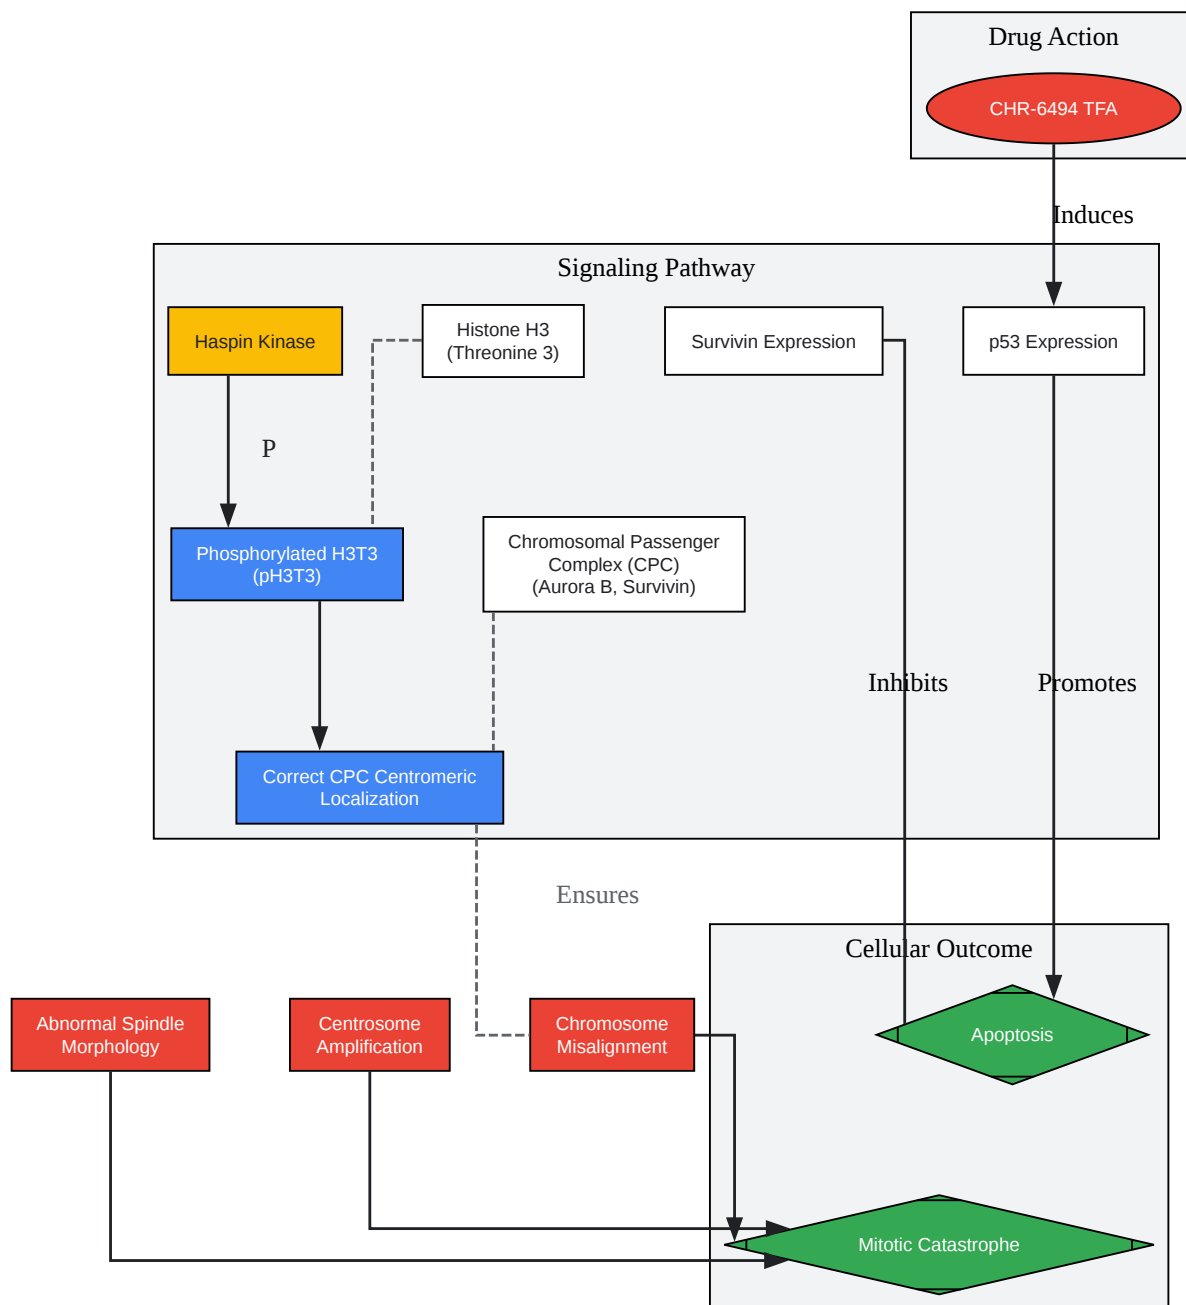 Drug Action
CHR-6494 TFA
Induces
Signaling Pathway
Haspin Kinase
Histone H3
(Threonine 3)
Survivin Expression
p53 Expression
P
Phosphorylated H3T3
(pH3T3)
Chromosomal Passenger
Complex (CPC)
(Aurora B, Survivin)
Inhibits
Promotes
Correct CPC Centromeric
Localization
Ensures
Cellular Outcome
Abnormal Spindle
Morphology
Centrosome
Amplification
Chromosome
Misalignment
Apoptosis
Mitotic Catastrophe